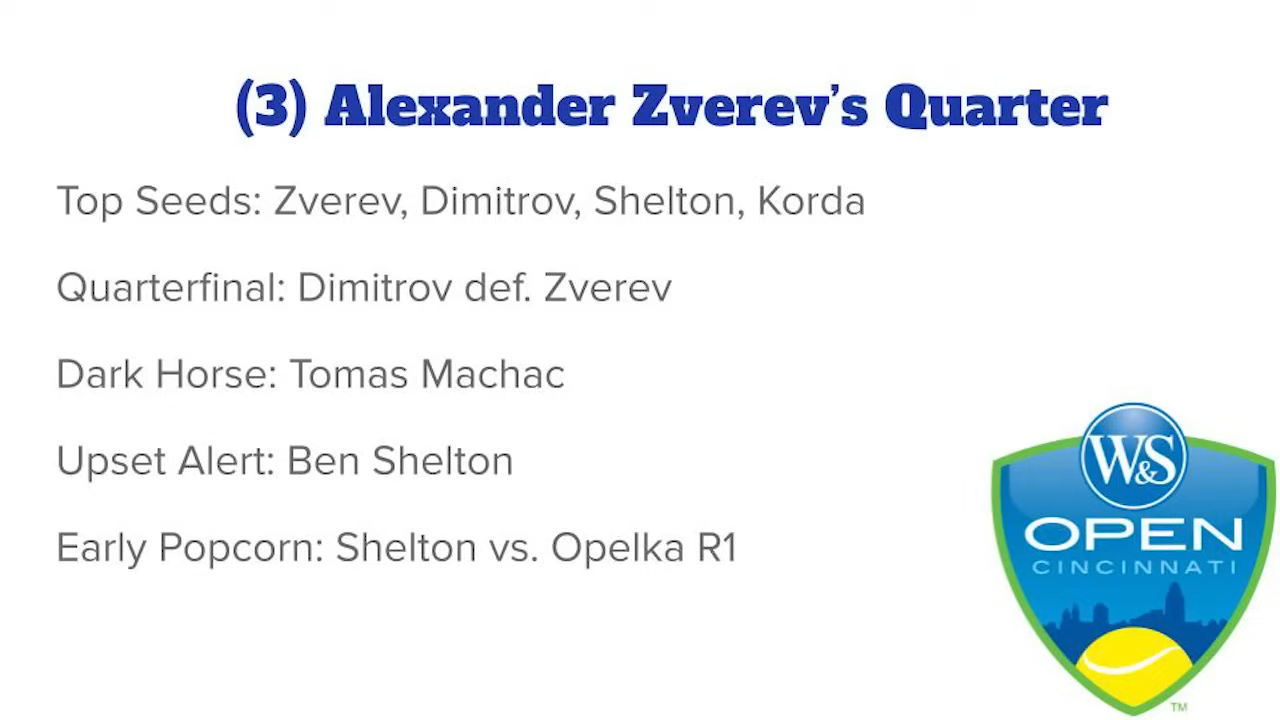 (3) Alexander Zverev's Quarter
Top Seeds: Zverev, Dimitrov, Shelton, Korda
Quarterfinal: Dimitrov def. Zverev
Dark Horse: Tomas Machac
Upset Alert: Ben Shelton
Early Popcorn: Shelton vs. Opelka R1
W&S
OPEN
CINCINNATI
TM